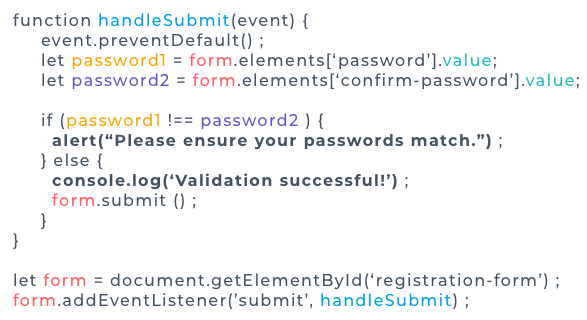 function handleSubmit(event) {
event.preventDefault() ;
let password1 = form.elements[‘password’].value;
let password2 = form.elements[‘confirm-password’].value;
if (password1 !== password2 ) {
alert(“Please ensure your passwords match.”) ;
} else {
console.log(‘Validation successful!’) ;
form.submit () ;
}
}
let form = document.getElementById(‘registration-form’) ;
form.addEventListener(’submit’, handleSubmit) ;